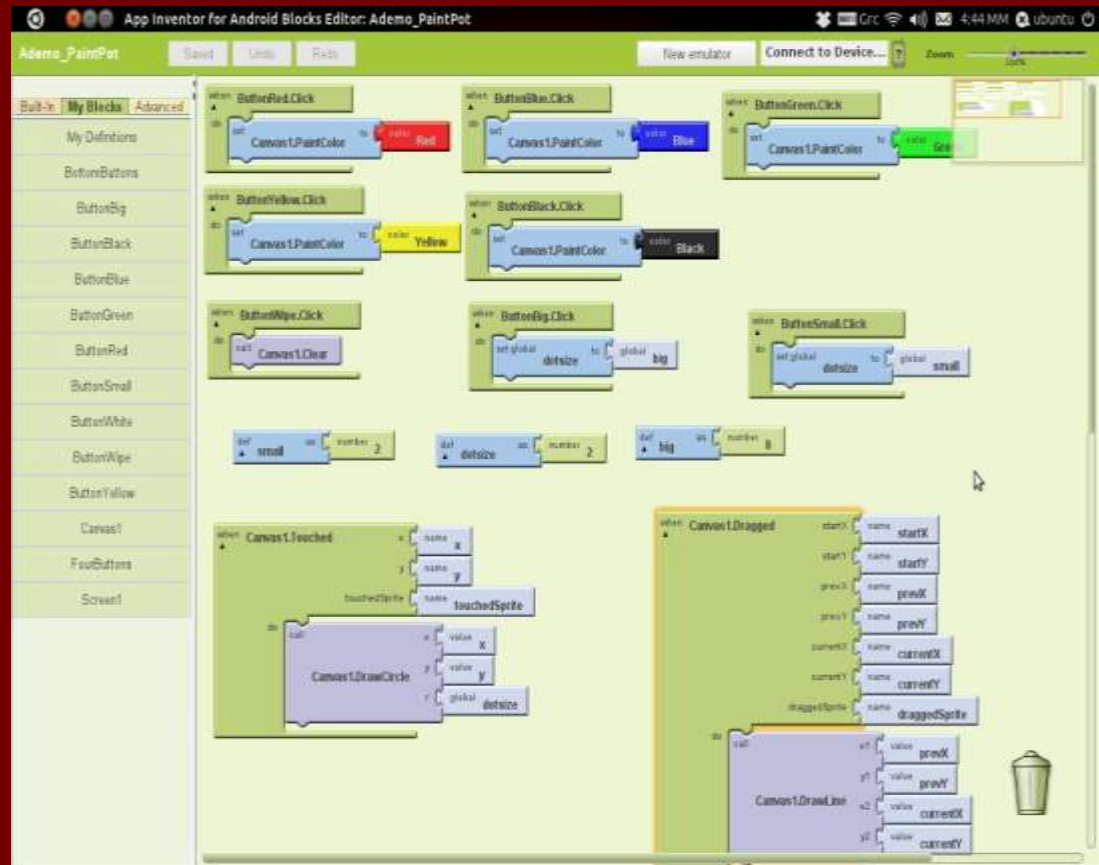 App Inventor for Android Blocks Editor: Ademo_PaintPot
Grc 4:44 MM ubuntu
Ademo_PaintPot Saved Undo Redo New emulator Connect to Device... ? Zoom
Built-In My Blocks Advanced
My Definitions
BottomButtons
ButtonBig
ButtonBlack
ButtonBlue
ButtonGreen
ButtonRed
ButtonSmall
ButtonWhite
ButtonWipe
ButtonYellow
Canvas1
FourButtons
Screen1
when ButtonRed.Click
do set Canvas1.PaintColor to color Red
when ButtonBlue.Click
do set Canvas1.PaintColor to color Blue
when ButtonGreen.Click
do set Canvas1.PaintColor to color
when ButtonYellow.Click
do set Canvas1.PaintColor to color Yellow
when ButtonBlack.Click
do set Canvas1.PaintColor to color Black
when ButtonWipe.Click
do call Canvas1.Clear
when ButtonBig.Click
do set global dotsize to global big
when ButtonSmall.Click
do set global dotsize to global small
def small as number 2
def dotsize as number 2
def big as number 8
when Canvas1.Touched x name x
y name y
touchedSprite name touchedSprite
do call x value x
Canvas1.DrawCircle y value y
r global dotsize
when Canvas1.Dragged startX name startX
startY name startY
prevX name prevX
prevY name prevY
currentX name currentX
currentY name currentY
draggedSprite name draggedSprite
do call x1 value prevX
y1 value prevY
Canvas1.DrawLine x2 value currentX
y2 value currentY